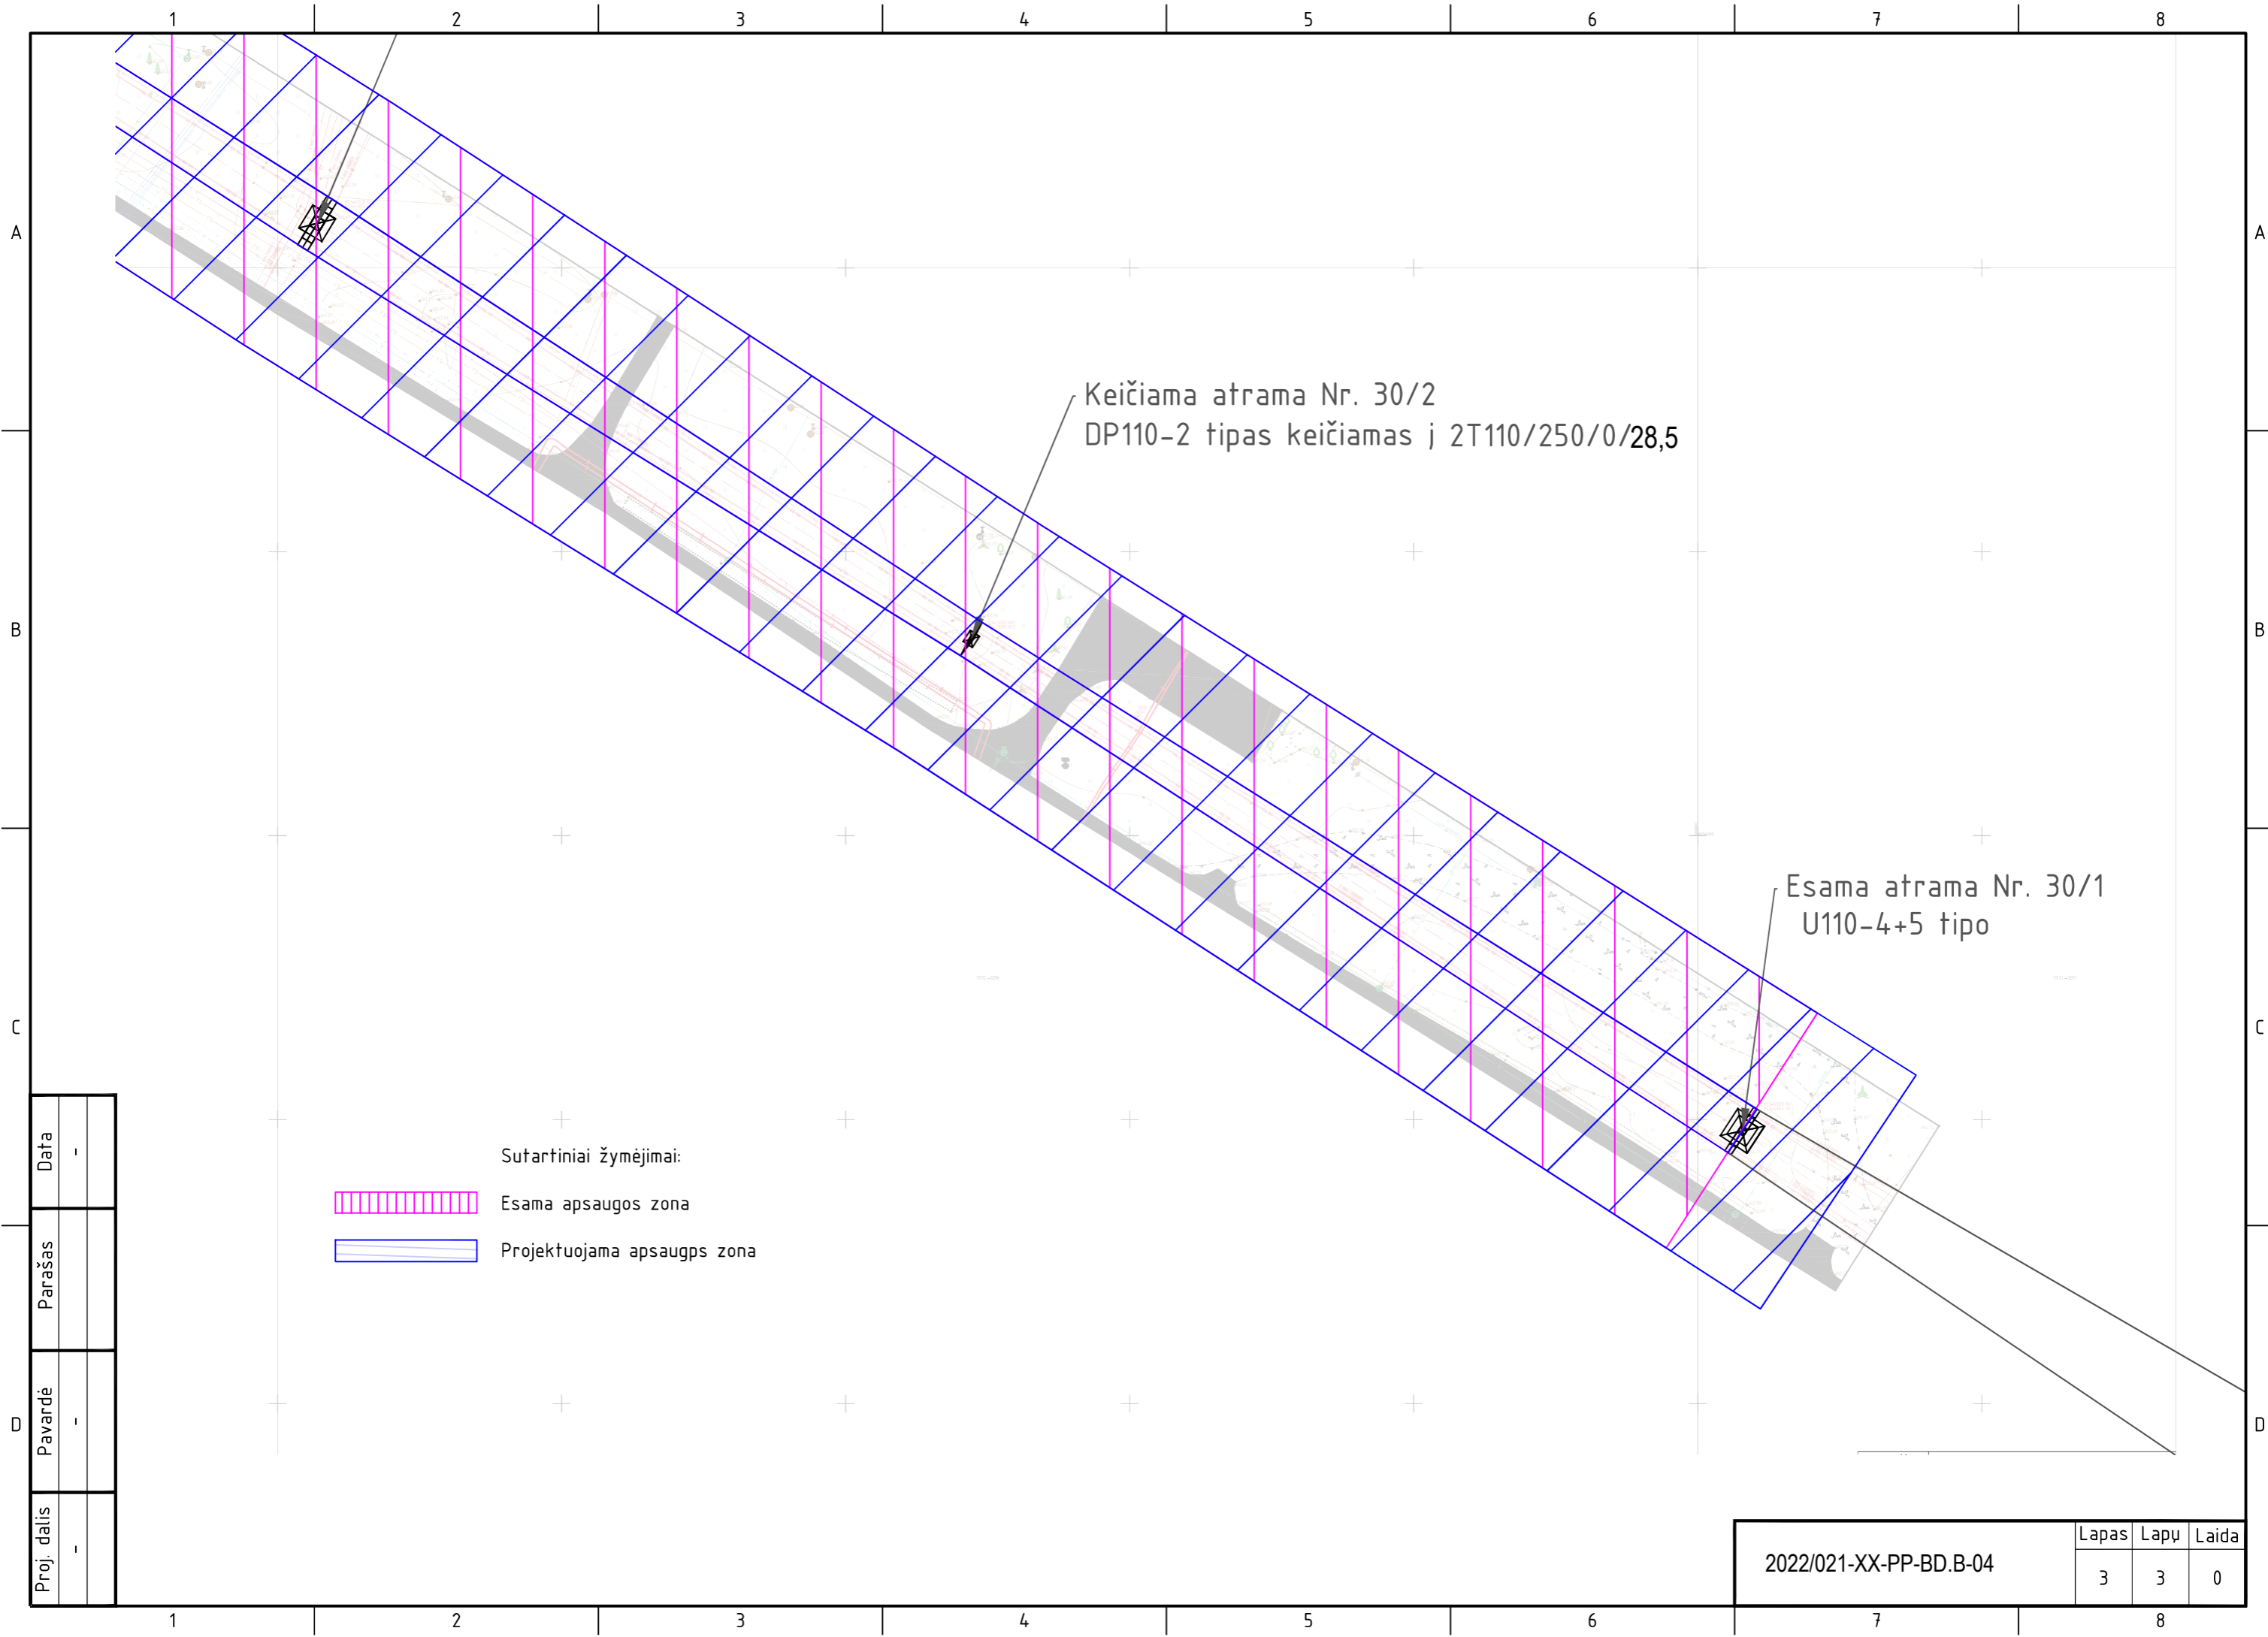 1 2 3 4 5 6 7 8
A A
Keičiama atrama Nr. 30/2
DP110-2 tipas keičiamas į 2T110/250/0/28,5
B B
Esama atrama Nr. 30/1
U110-4+5 tipo
C C
Sutartiniai žymėjimai:
Esama apsaugos zona
Projektuojama apsaugps zona
Data -
Parašas
Pavardė -
Proj. dalis -
D D
2022/021-XX-PP-BD.B-04
Lapas Lapų Laida
3 3 0
1 2 3 4 5 6 7 8